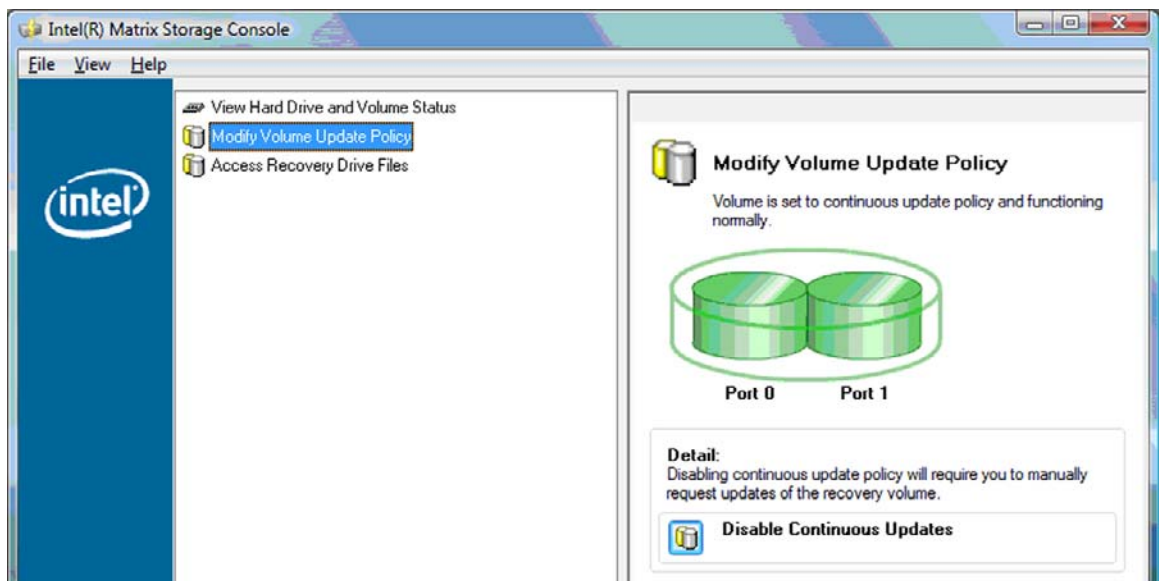 Intel(R) Matrix Storage Console
File View Help
View Hard Drive and Volume Status
Modify Volume Update Policy
Access Recovery Drive Files
intel
Modify Volume Update Policy
Volume is set to continuous update policy and functioning
normally.
Port 0 Port 1
Detail:
Disabling continuous update policy will require you to manually
request updates of the recovery volume.
Disable Continuous Updates